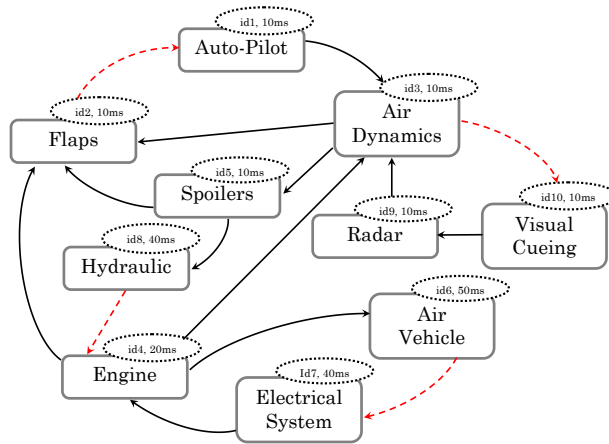 id1, 10ms
Auto-Pilot
id3, 10ms
Air
Dynamics
id2, 10ms
Flaps
id5, 10ms
Spoilers
id10, 10ms
Visual
Cueing
id9, 10ms
Radar
id8, 40ms
Hydraulic
id6, 50ms
Air
Vehicle
id4, 20ms
Engine
Id7, 40ms
Electrical
System